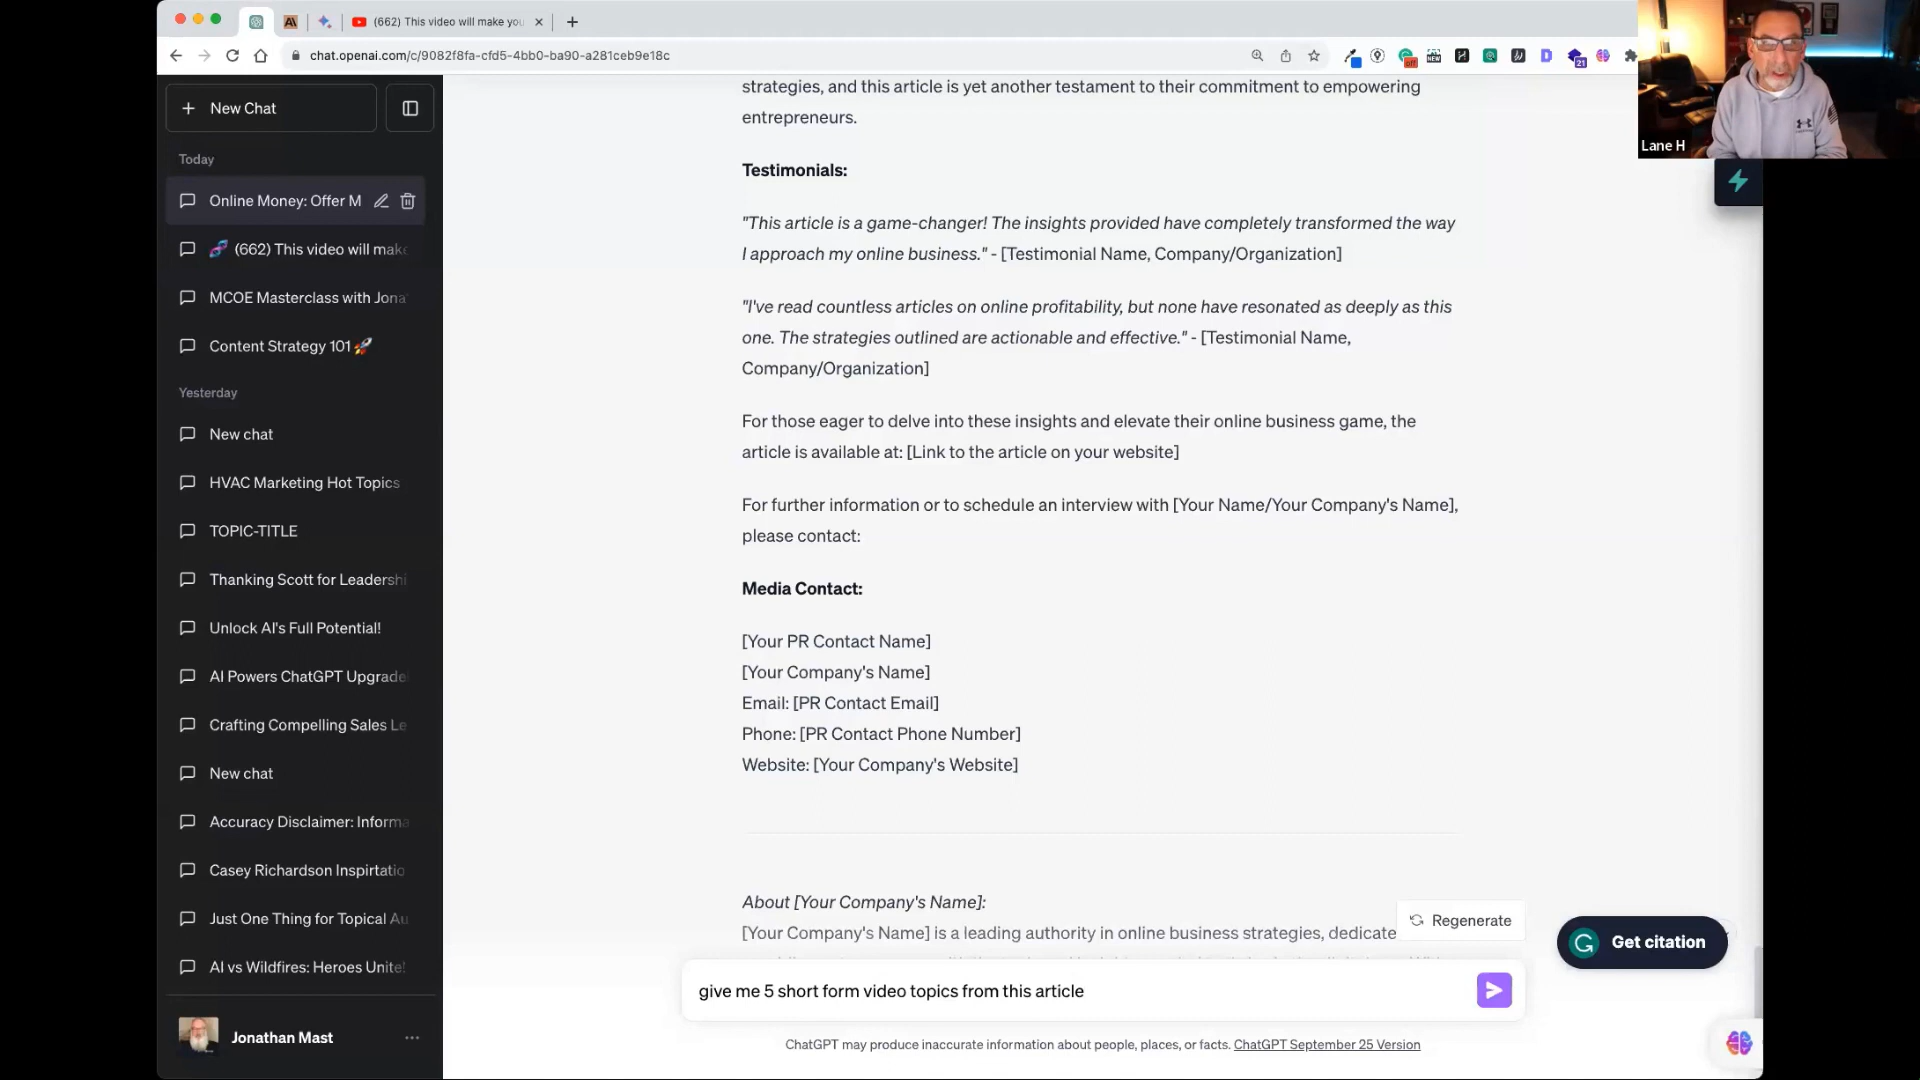 (662) This video will make you
chat.openai.com/c/9082f8fa-cfd5-4bb0-ba90-a281ceb9e18c
off
NEW
21
Lane H
New Chat
Today
Online Money: Offer M
(662) This video will make
MCOE Masterclass with Jona
Content Strategy 101
Yesterday
New chat
HVAC Marketing Hot Topics
TOPIC-TITLE
Thanking Scott for Leadershi
Unlock AI's Full Potential!
AI Powers ChatGPT Upgrade
Crafting Compelling Sales Le
New chat
Accuracy Disclaimer: Informa
Casey Richardson Inspirtatio
Just One Thing for Topical Au
AI vs Wildfires: Heroes Unite!
Jonathan Mast
strategies, and this article is yet another testament to their commitment to empowering
entrepreneurs.
Testimonials:
"This article is a game-changer! The insights provided have completely transformed the way
I approach my online business." - [Testimonial Name, Company/Organization]
"I've read countless articles on online profitability, but none have resonated as deeply as this
one. The strategies outlined are actionable and effective." - [Testimonial Name,
Company/Organization]
For those eager to delve into these insights and elevate their online business game, the
article is available at: [Link to the article on your website]
For further information or to schedule an interview with [Your Name/Your Company's Name],
please contact:
Media Contact:
[Your PR Contact Name]
[Your Company's Name]
Email: [PR Contact Email]
Phone: [PR Contact Phone Number]
Website: [Your Company's Website]
About [Your Company's Name]:
[Your Company's Name] is a leading authority in online business strategies, dedicate
Regenerate
Get citation
give me 5 short form video topics from this article
ChatGPT may produce inaccurate information about people, places, or facts. ChatGPT September 25 Version